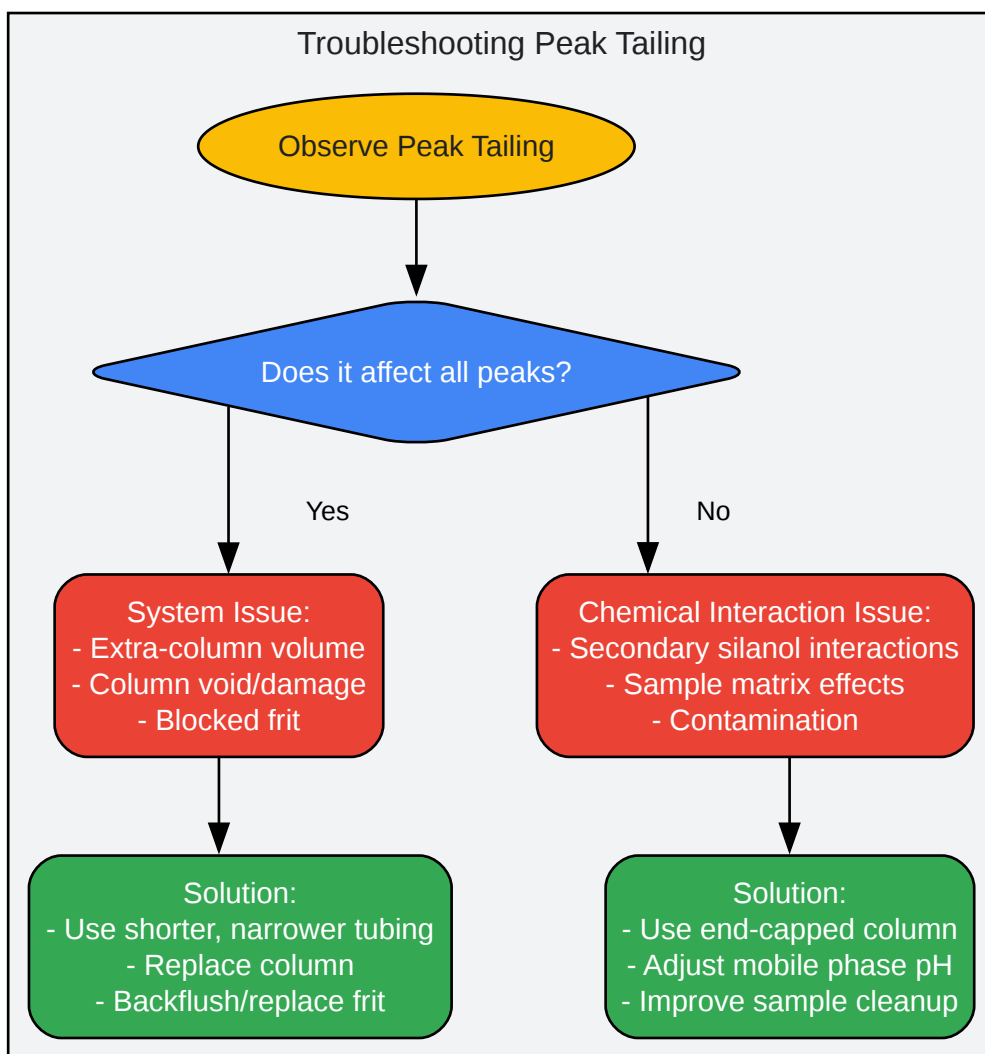 Troubleshooting Peak Tailing
Observe Peak Tailing
Does it affect all peaks?
Yes
No
System Issue:
- Extra-column volume
- Column void/damage
- Blocked frit
Chemical Interaction Issue:
- Secondary silanol interactions
- Sample matrix effects
- Contamination
Solution:
- Use shorter, narrower tubing
- Replace column
- Backflush/replace frit
Solution:
- Use end-capped column
- Adjust mobile phase pH
- Improve sample cleanup